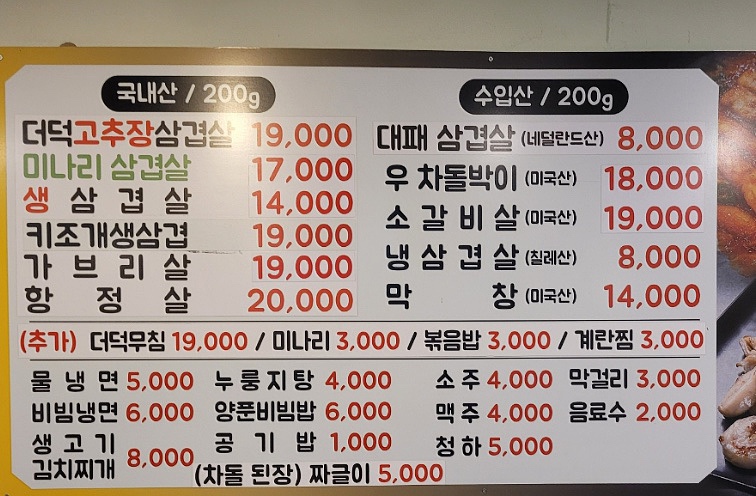 국내산 / 200g
더덕고추장삼겹살 19,000
미나리 삼겹살 17,000
생삼겹살 14,000
키조개생삼겹 19,000
가브리살 19,000
항정살 20,000
수입산 / 200g
대패 삼겹살 (네덜란드산) 8,000
우 차돌박이 (미국산) 18,000
소갈비살 (미국산) 19,000
냉삼겹살 (칠레산) 8,000
막창 (미국산) 14,000
(추가) 더덕무침 19,000 / 미나리 3,000 / 볶음밥 3,000 / 계란찜 3,000
물냉면 5,000
비빔냉면 6,000
생고기
김치찌개 8,000
누룽지탕 4,000
양푼비빔밥 6,000
공기밥 1,000
(차돌 된장) 짜글이 5,000
소주 4,000
맥주 4,000
청하 5,000
막걸리 3,000
음료수 2,000